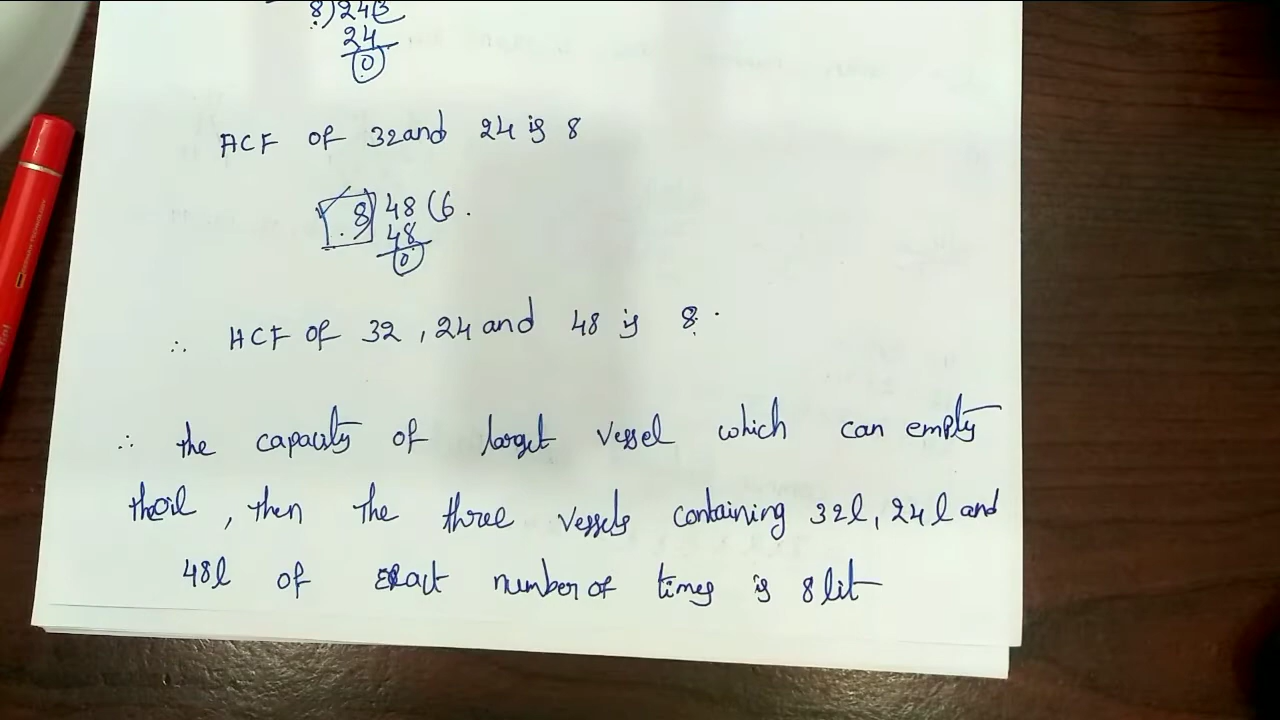 8)24(3
24
0
HCF of 32 and 24 is 8
8) 48 (6.
48
0
∴ HCF of 32, 24 and 48 is 8.
∴ the capacity of larget vessel which can empty
the oil, then the three vessels containing 32l, 24l and
48l of exact number of times is 8 lit